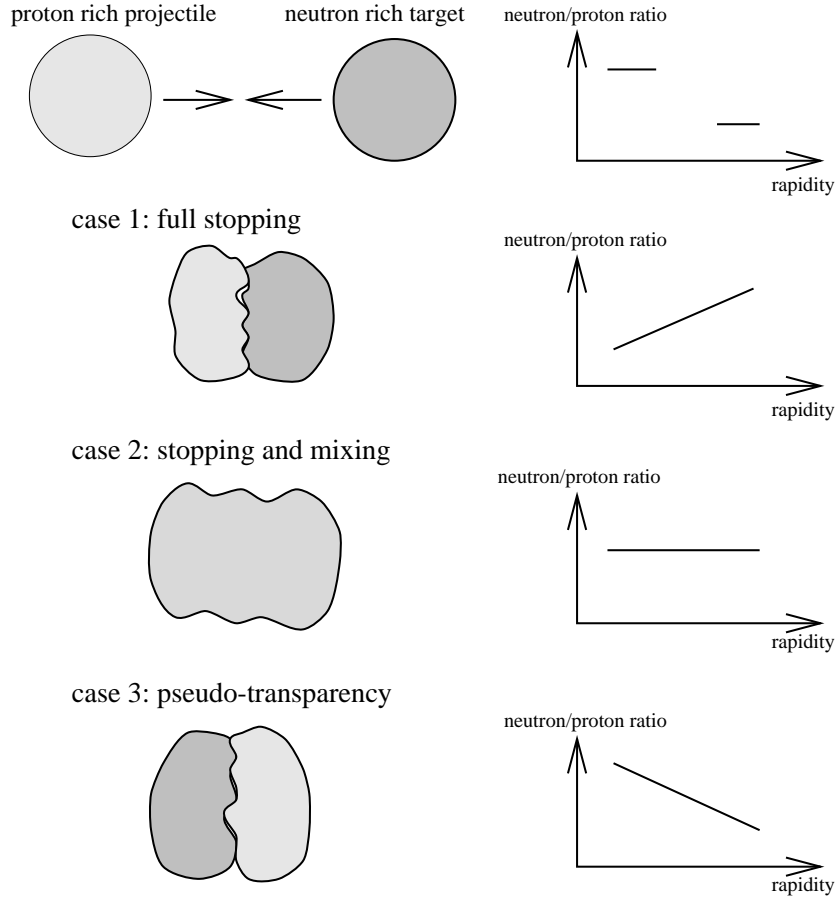 proton rich projectile
neutron rich target
neutron/proton ratio
rapidity
case 1: full stopping
neutron/proton ratio
rapidity
case 2: stopping and mixing
neutron/proton ratio
rapidity
case 3: pseudo-transparency
neutron/proton ratio
rapidity